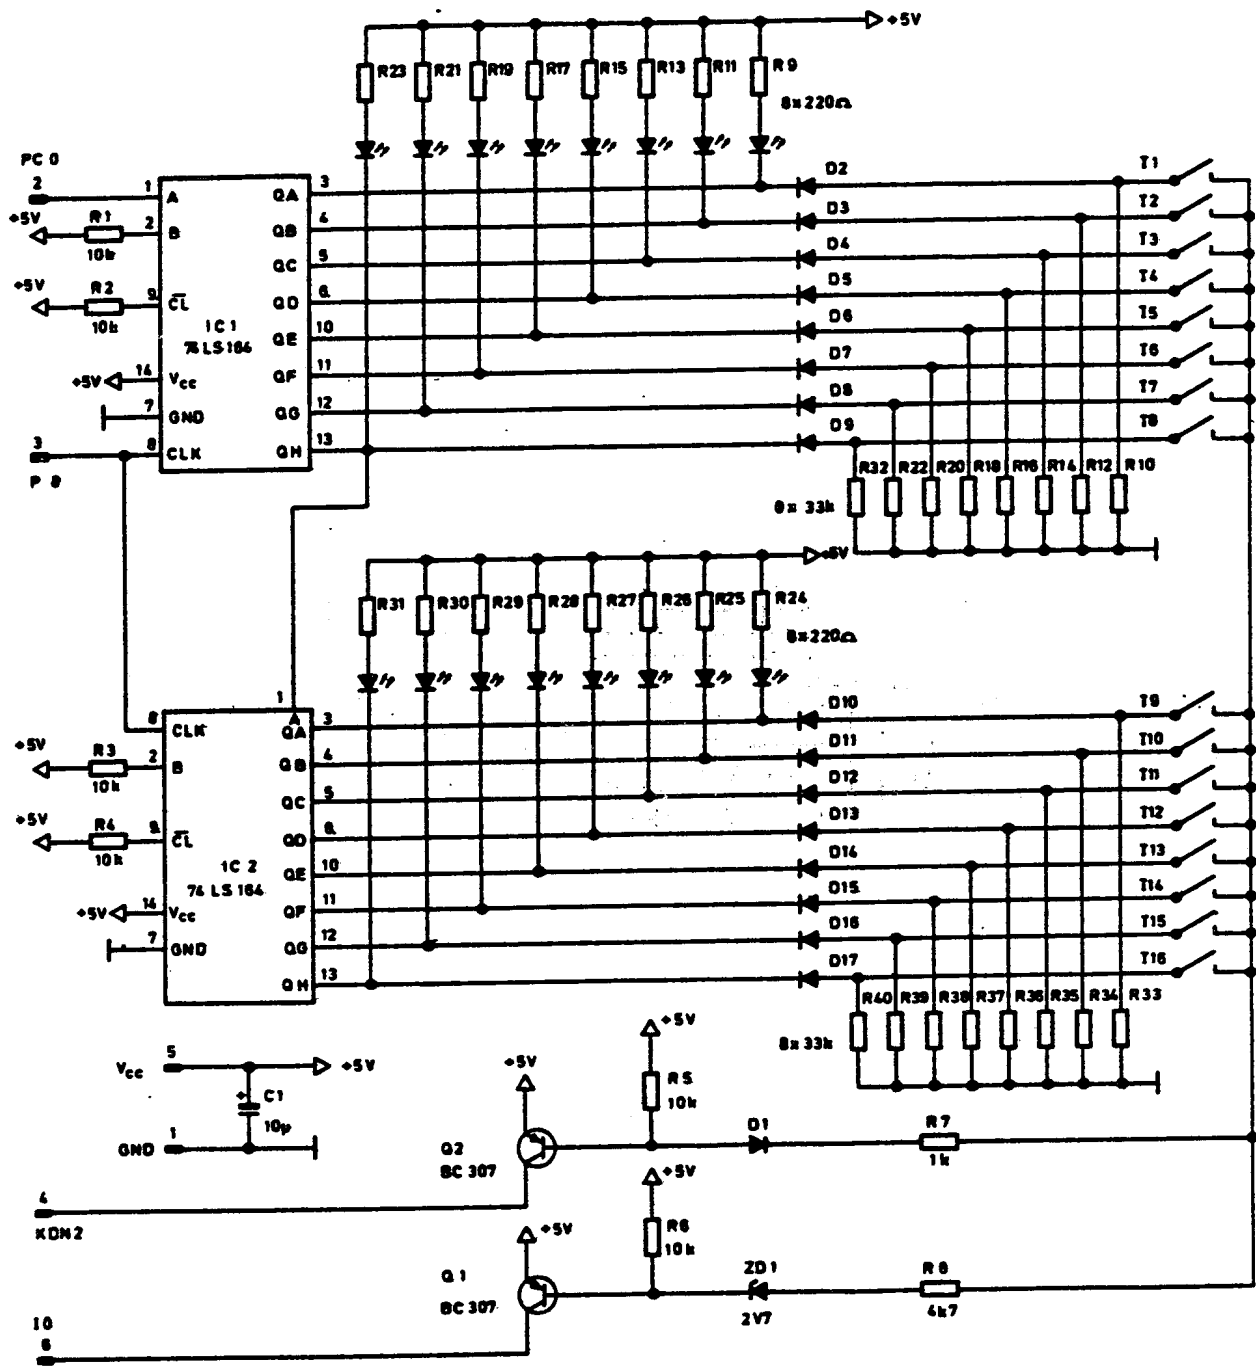 +5V
R23 R21 R19 R17 R15 R13 R11 R9
8x220Ω
PC 0
2
1 A
+5V R1 10k 2 B
+5V R2 10k 9 CL
IC 1
74LS164
+5V 14 Vcc
7 GND
3 8 CLK
P 8
QA 3 D2 T1
QB 4 D3 T2
QC 5 D4 T3
QD 6 D5 T4
QE 10 D6 T5
QF 11 D7 T6
QG 12 D8 T7
QH 13 D9 T8
R32 R22 R20 R18 R16 R14 R12 R10
8x 33k
+5V
R31 R30 R29 R28 R27 R26 R25 R24
8x220Ω
1 A
8 CLK
+5V R3 10k 2 B
+5V R4 10k 9 CL
IC 2
74 LS 164
+5V 14 Vcc
7 GND
QA 3 D10 T9
QB 4 D11 T10
QC 5 D12 T11
QD 6 D13 T12
QE 10 D14 T13
QF 11 D15 T14
QG 12 D16 T15
QH 13 D17 T16
R40 R39 R38 R37 R36 R35 R34 R33
8x 33k
Vcc 5 +5V
+ C1
10µ
GND 1
+5V
+5V
R5
10k
Q2
BC 307
D1
R7
1k
4
KDN2
+5V
+5V
R6
10k
Q1
BC 307
ZD1
2V7
R8
4k7
I0
6